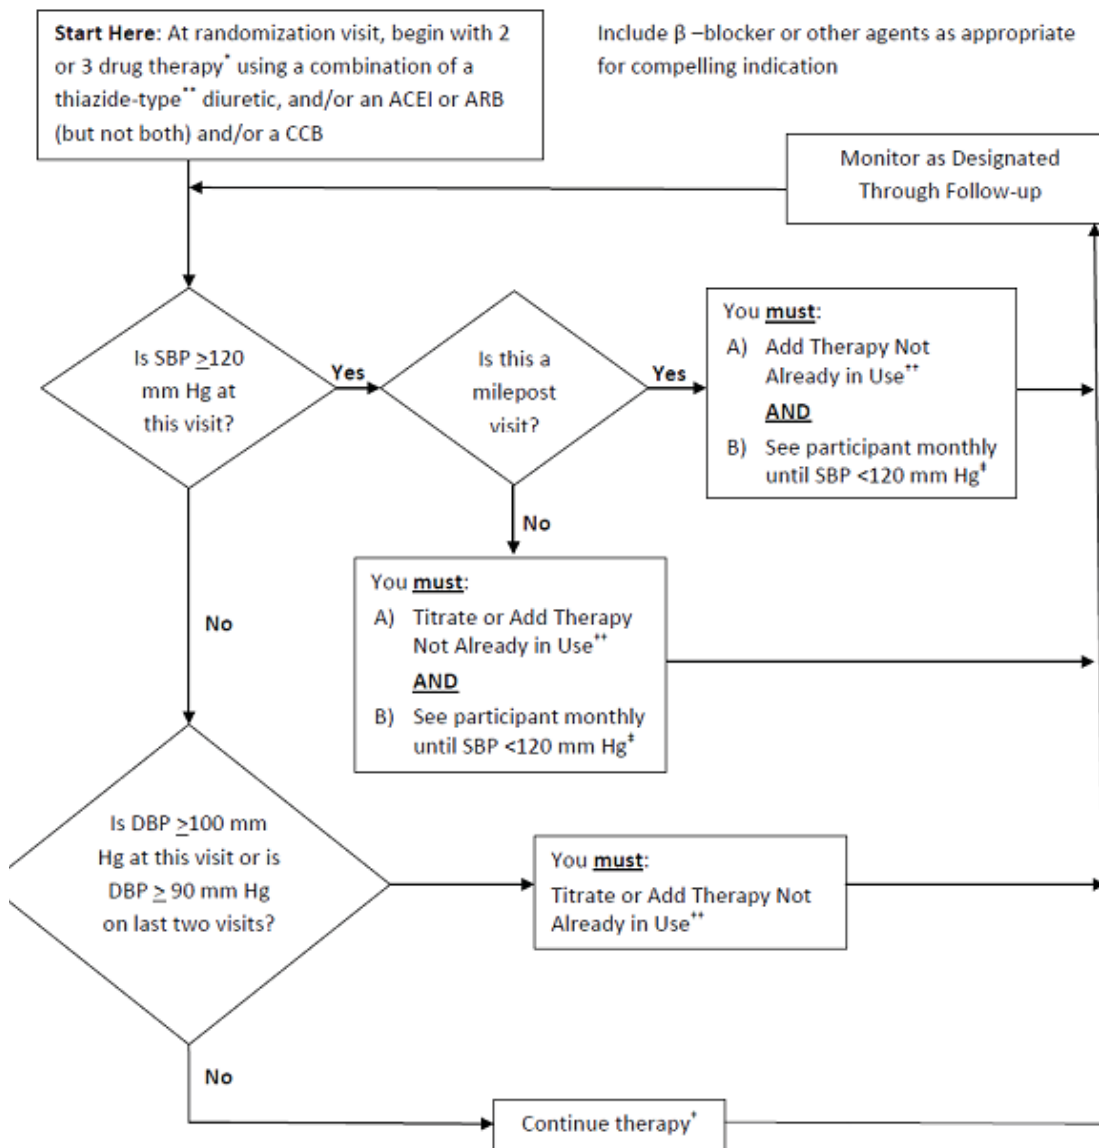 Start Here: At randomization visit, begin with 2
or 3 drug therapy* using a combination of a
thiazide-type** diuretic, and/or an ACEI or ARB
(but not both) and/or a CCB
Include β –blocker or other agents as appropriate
for compelling indication
Monitor as Designated
Through Follow-up
Is SBP ≥120
mm Hg at
this visit?
Yes
Is this a
milepost
visit?
Yes
You must:
A) Add Therapy Not
Already in Use††
AND
B) See participant monthly
until SBP <120 mm Hg‡
No
You must:
A) Titrate or Add Therapy
Not Already in Use††
AND
B) See participant monthly
until SBP <120 mm Hg‡
No
Is DBP ≥100 mm
Hg at this visit or is
DBP ≥ 90 mm Hg
on last two visits?
You must:
Titrate or Add Therapy Not
Already in Use††
No
Continue therapy†